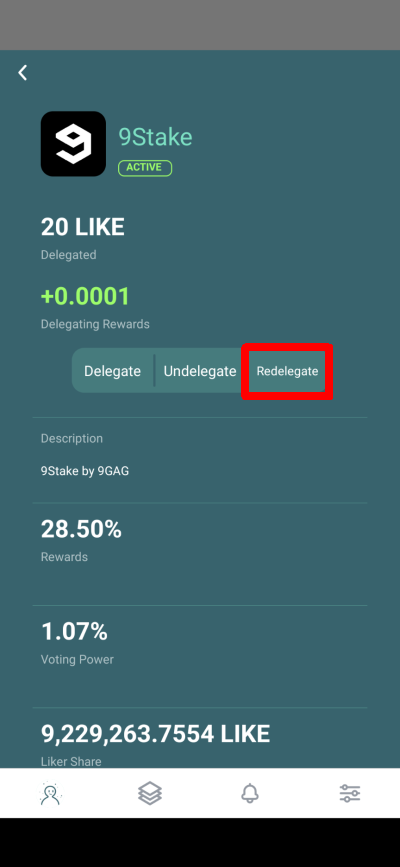 9Stake
ACTIVE
20 LIKE
Delegated
+0.0001
Delegating Rewards
Delegate Undelegate Redelegate
Description
9Stake by 9GAG
28.50%
Rewards
1.07%
Voting Power
9,229,263.7554 LIKE
Liker Share